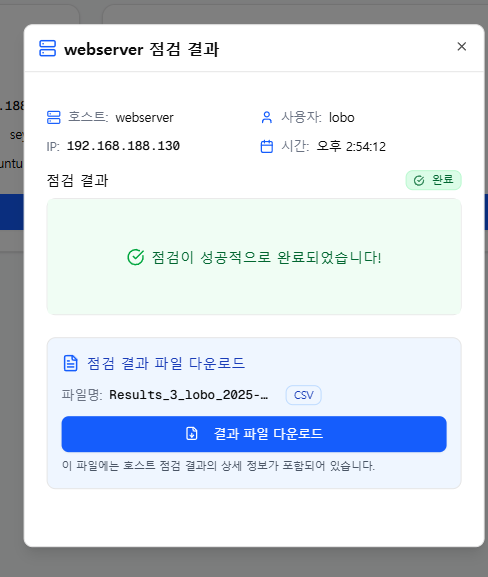 webserver 점검 결과
호스트: webserver
사용자: lobo
IP: 192.168.188.130
시간: 오후 2:54:12
점검 결과
완료
점검이 성공적으로 완료되었습니다!
점검 결과 파일 다운로드
파일명: Results_3_lobo_2025-… CSV
결과 파일 다운로드
이 파일에는 호스트 점검 결과의 상세 정보가 포함되어 있습니다.